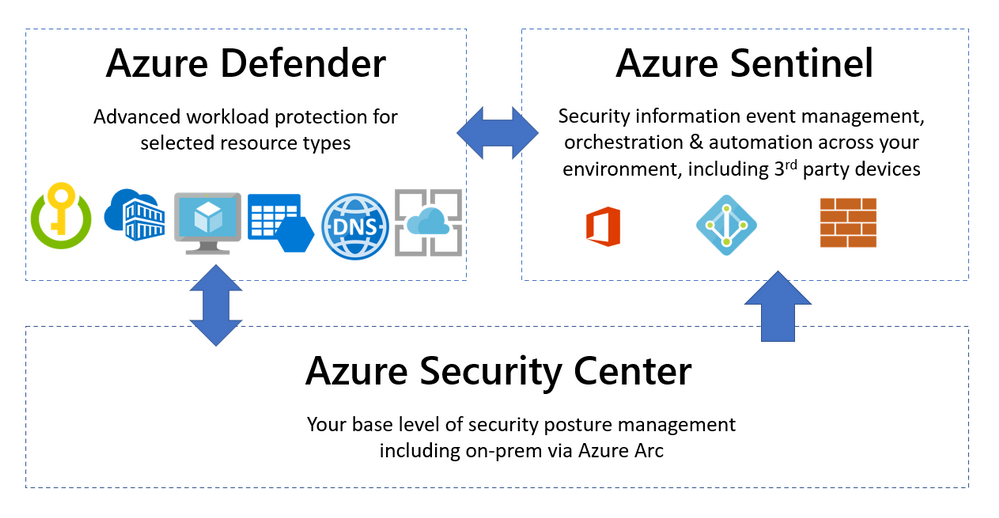 Azure Defender
Advanced workload protection for
selected resource types
DNS
Azure Sentinel
Security information event management,
orchestration & automation across your
environment, including 3rd party devices
Azure Security Center
Your base level of security posture management
including on-prem via Azure Arc